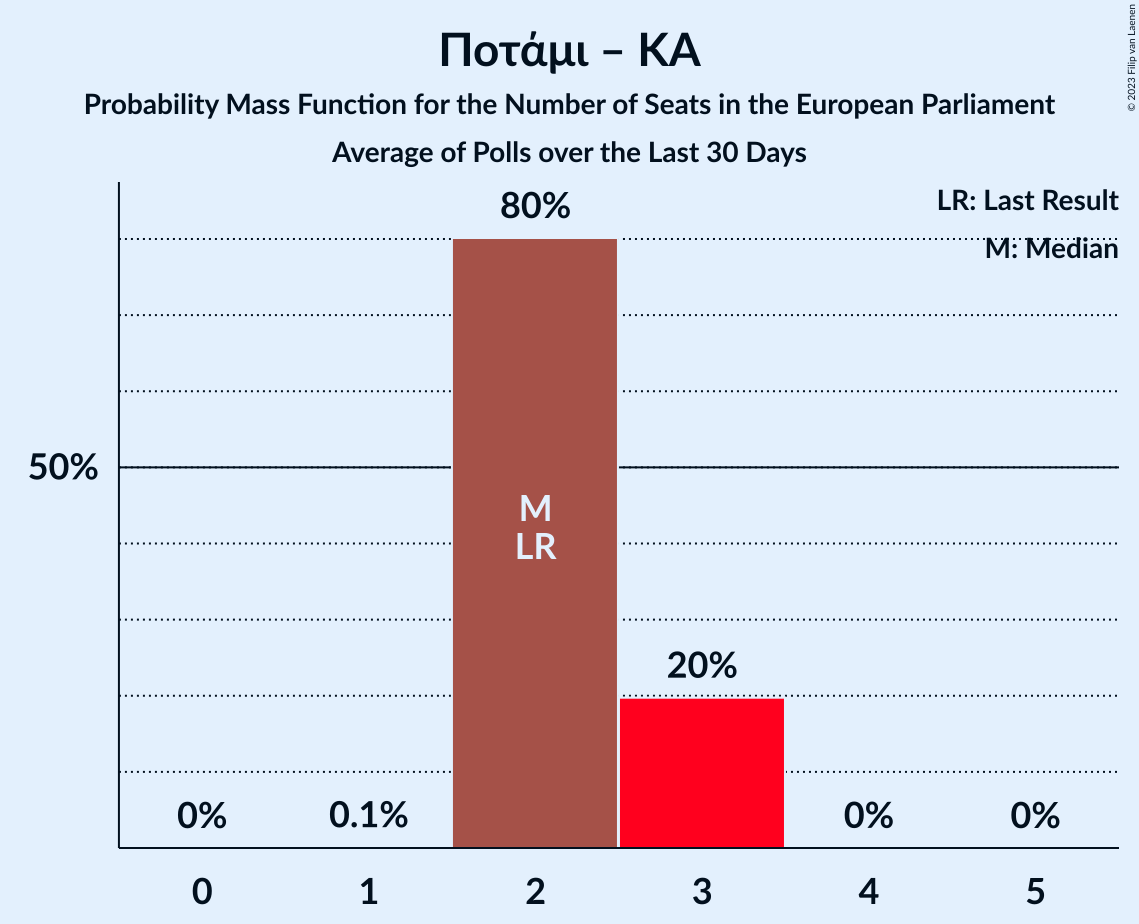 Ποτάμι – ΚΑ
Probability Mass Function for the Number of Seats in the European Parliament
Average of Polls over the Last 30 Days
© 2023 Filip van Laenen
LR: Last Result
M: Median
80%
50%
M
LR
20%
0%
0.1%
0%
0%
0
1
2
3
4
5